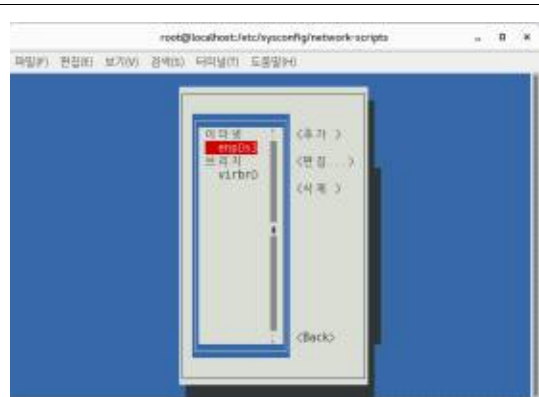 root@localhost:/etc/sysconfig/network-scripts
파일(F) 편집(E) 보기(V) 검색(S) 터미널(T) 도움말(H)
이더넷
enp0s3
브리지
virbr0
<추가 >
<편집...>
<삭제 >
<Back>